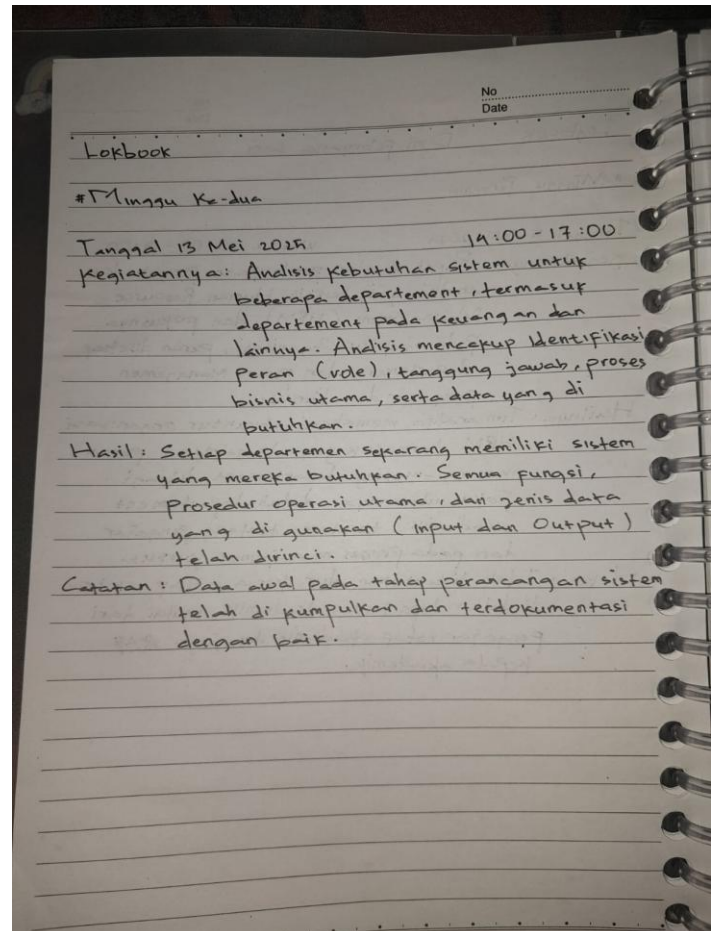 No
Date
Lokbook
#Minggu Ke-dua
Tanggal 13 Mei 2025 14:00 - 17:00
Kegiatannya: Analisis kebutuhan sistem untuk
beberapa departement, termasuk
departement pada keuangan dan
lainnya. Analisis mencakup Identifikasi
peran (role), tanggung jawab, proses
bisnis utama, serta data yang di
butuhkan.
Hasil: Setiap departemen sekarang memiliki sistem
yang mereka butuhkan. Semua fungsi,
prosedur operasi utama, dan jenis data
yang di gunakan (Input dan Output)
telah dirinci.
Catatan: Data awal pada tahap perancangan sistem
telah di kumpulkan dan terdokumentasi
dengan baik.